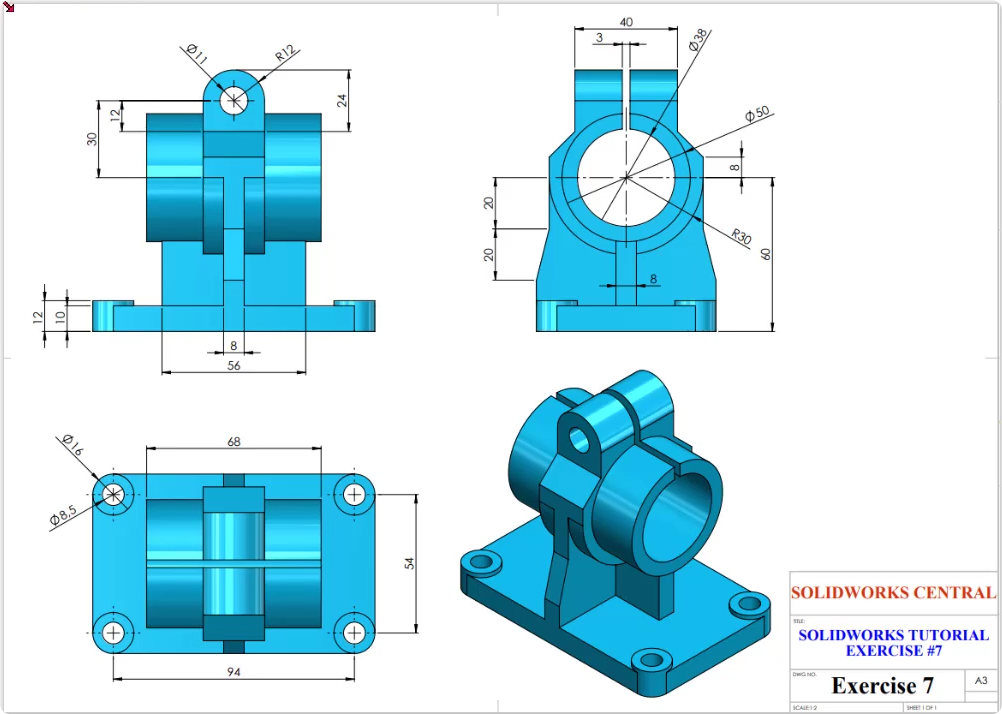 Ø11
R12
24
12
30
12
10
8
56
40
3
Ø38
Ø50
8
20
20
R30
60
8
Ø16
Ø8,5
68
54
94
SOLIDWORKS CENTRAL
TITLE:
SOLIDWORKS TUTORIAL
EXERCISE #7
DWG NO.
Exercise 7
A3
SCALE:1:2
SHEET 1 OF 1